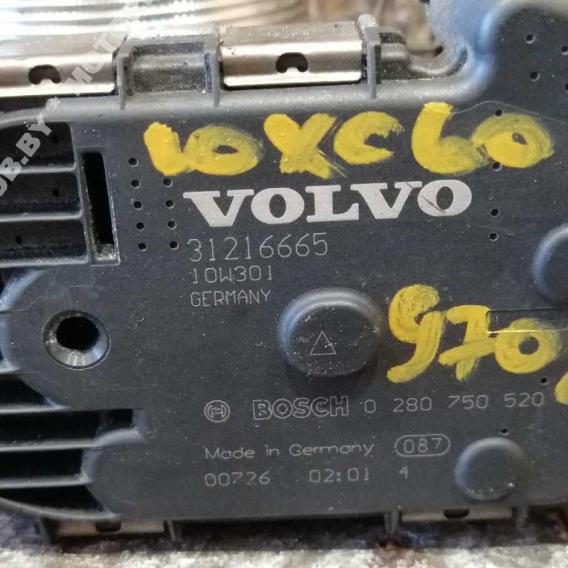 10XC60
VOLVO
31216665
10W301
GERMANY
970
BOSCH 0 280 750 520
Made in Germany 087
00726 02:01 4